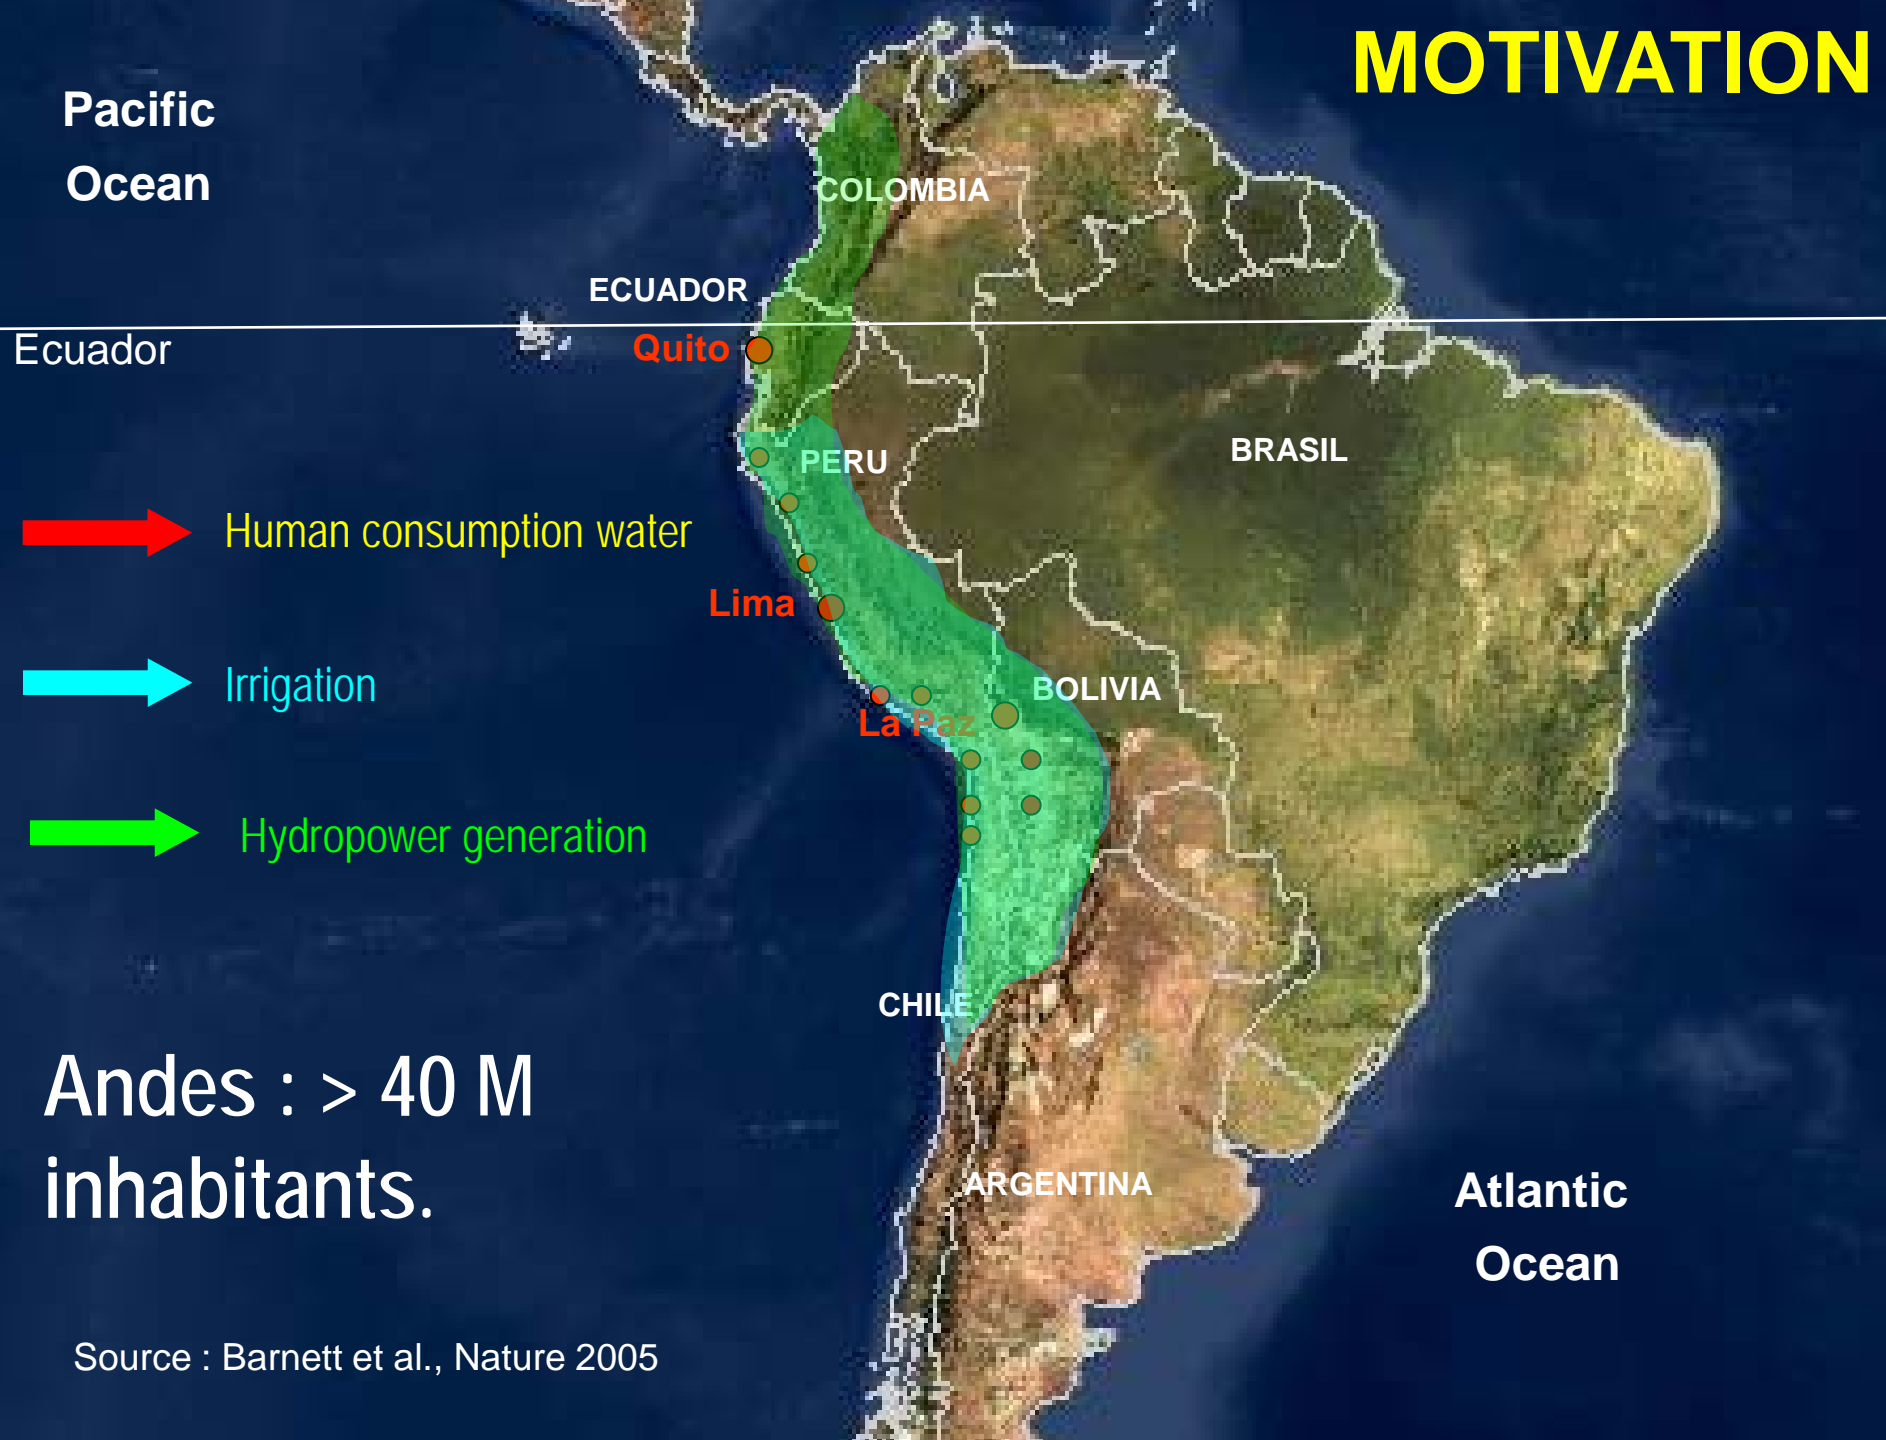 MOTIVATION
Pacific
Ocean
COLOMBIA
ECUADOR
Ecuador
Quito
PERU
BRASIL
Human consumption water
Lima
Irrigation
BOLIVIA
La Paz
Hydropower generation
CHILE
Andes : > 40 M
inhabitants.
ARGENTINA
Atlantic
Ocean
Source : Barnett et al., Nature 2005